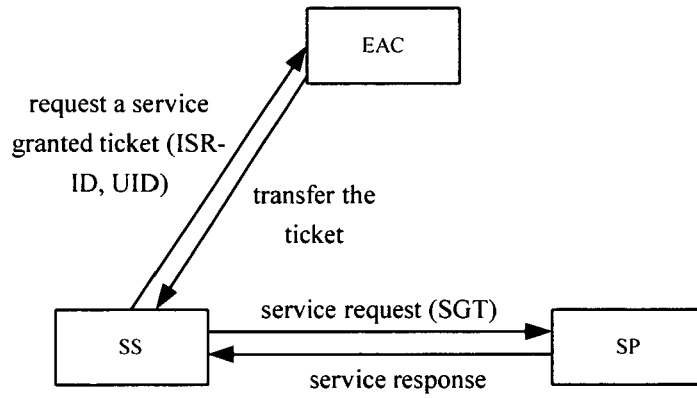 EAC
request a service
granted ticket (ISR-
ID, UID)
transfer the
ticket
service request (SGT)
SS
SP
service response